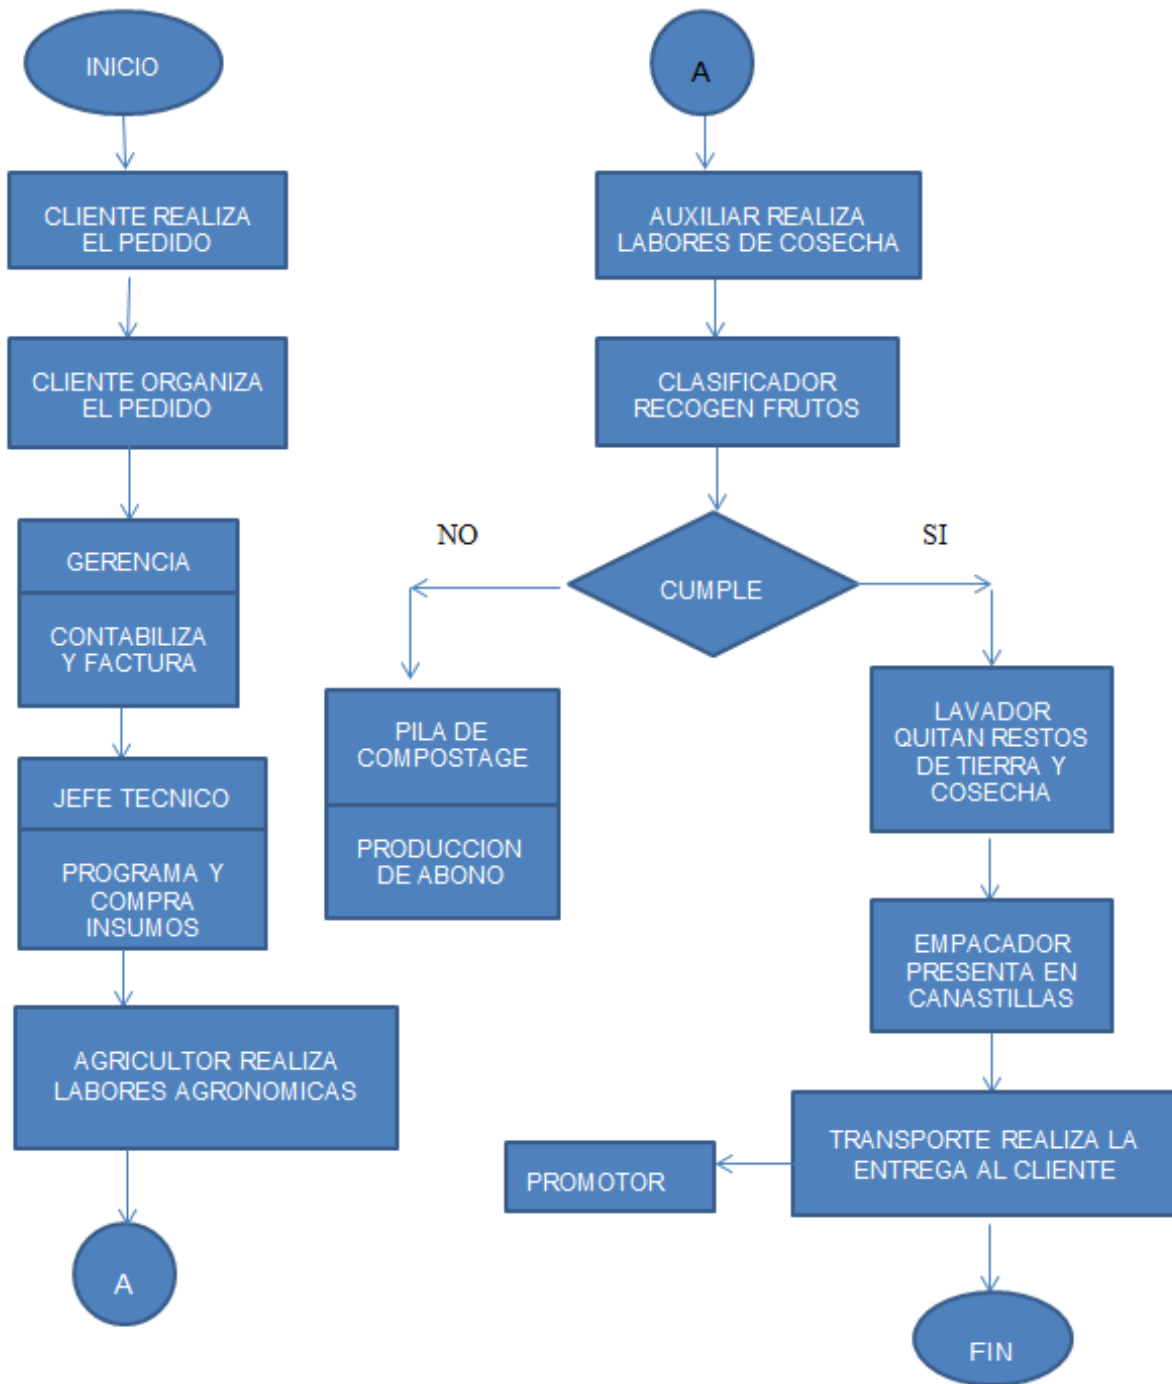 INICIO
CLIENTE REALIZA
EL PEDIDO
CLIENTE ORGANIZA
EL PEDIDO
GERENCIA
CONTABILIZA
Y FACTURA
JEFE TECNICO
PROGRAMA Y
COMPRA
INSUMOS
AGRICULTOR REALIZA
LABORES AGRONOMICAS
A
A
AUXILIAR REALIZA
LABORES DE COSECHA
CLASIFICADOR
RECOGEN FRUTOS
CUMPLE
NO
PILA DE
COMPOSTAGE
PRODUCCION
DE ABONO
SI
LAVADOR
QUITAN RESTOS
DE TIERRA Y
COSECHA
EMPACADOR
PRESENTA EN
CANASTILLAS
TRANSPORTE REALIZA LA
ENTREGA AL CLIENTE
PROMOTOR
FIN